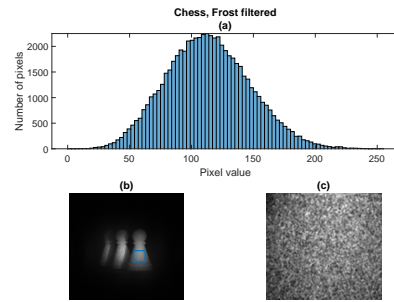 Chess, Frost filtered
(a)
2000
1500
1000
500
0
Number of pixels
0 50 100 150 200 250
Pixel value
(b) (c)